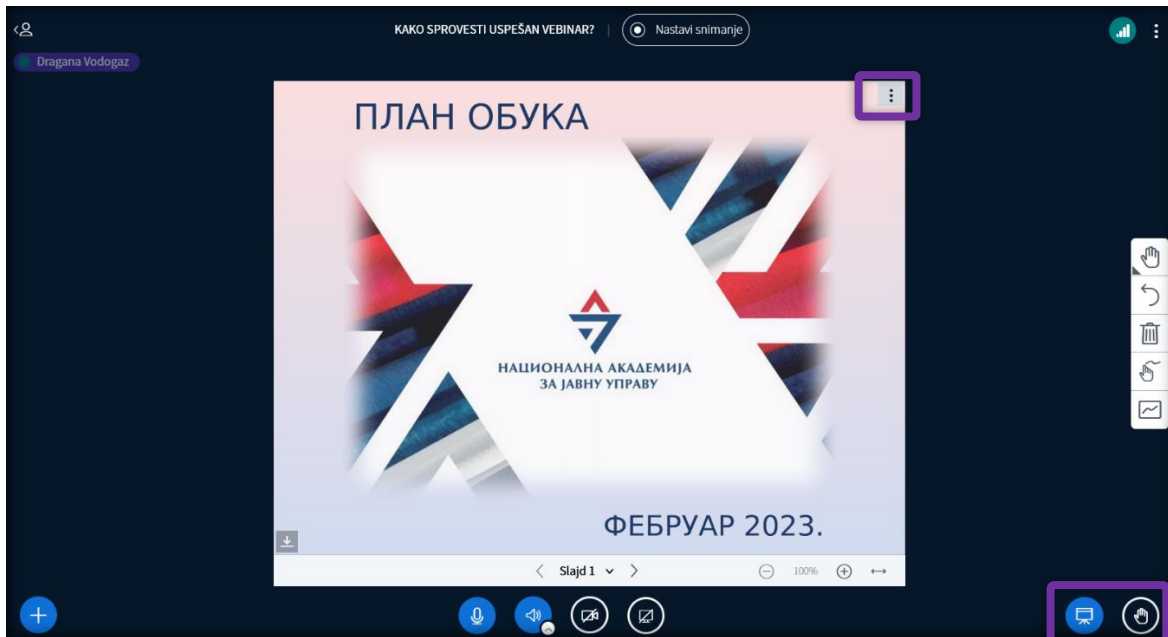 KAKO SPROVESTI USPEŠAN VEBINAR?
Nastavi snimanje
Dragana Vodogaz
ПЛАН ОБУКА
НАЦИОНАЛНА АКАДЕМИЈА
ЗА ЈАВНУ УПРАВУ
ФЕБРУАР 2023.
Slajd 1
100%